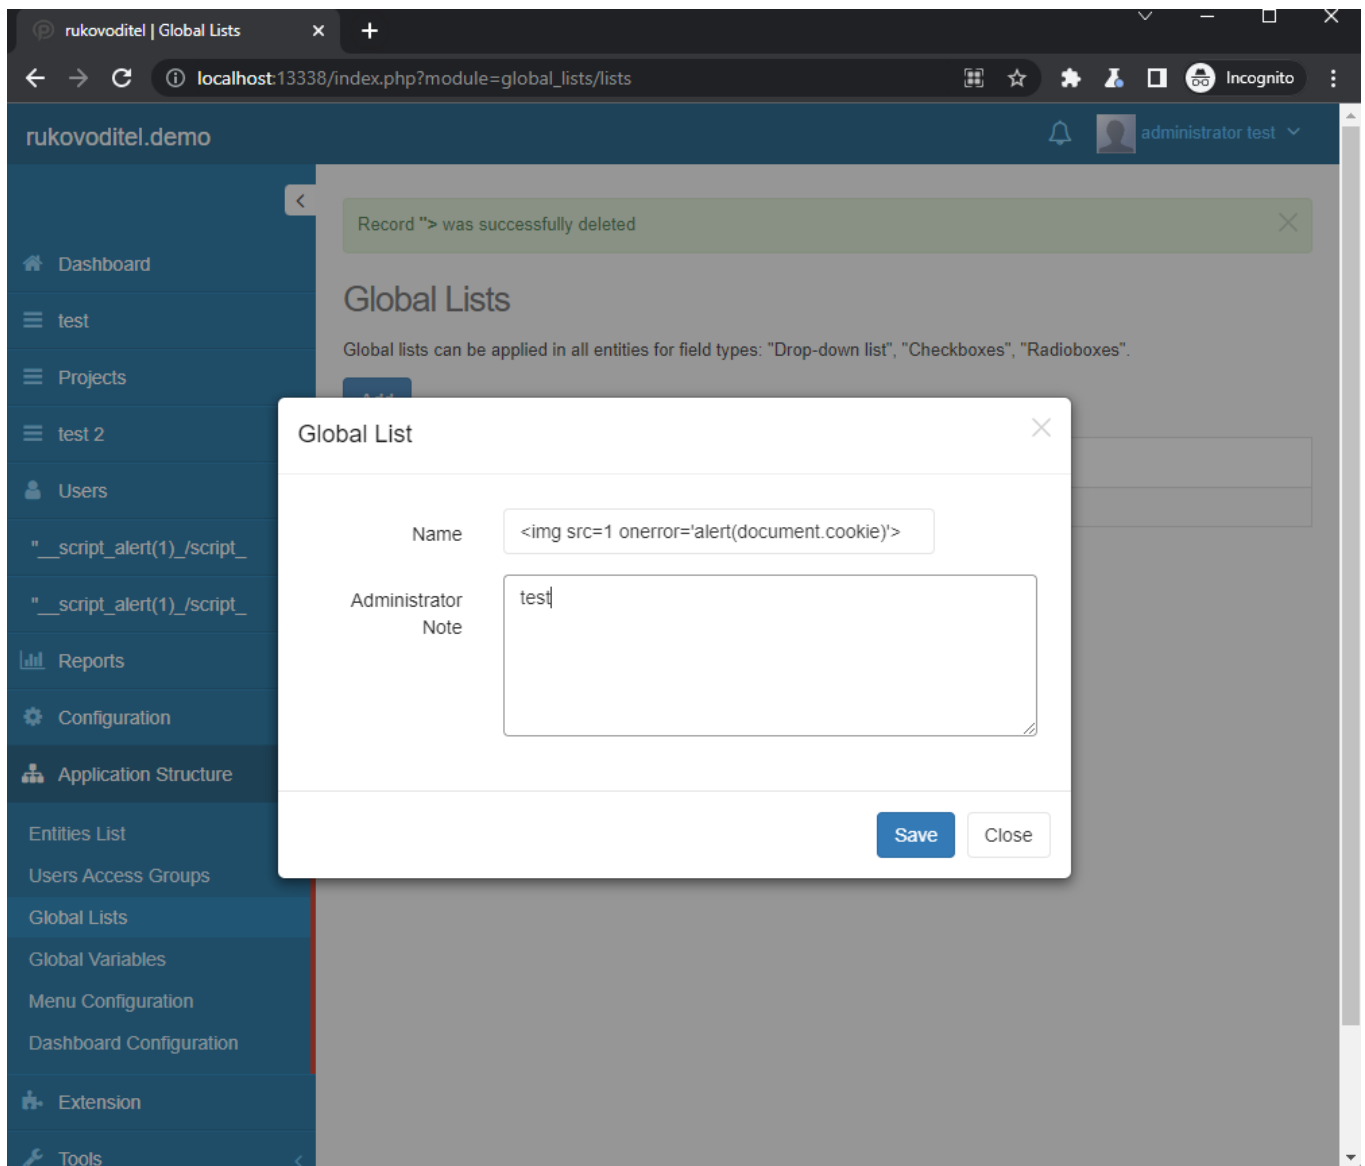 rukovoditel | Global Lists
localhost:13338/index.php?module=global_lists/lists
Incognito
rukovoditel.demo
administrator test
Record "> was successfully deleted
Dashboard
Global Lists
test
Global lists can be applied in all entities for field types: "Drop-down list", "Checkboxes", "Radioboxes".
Projects
Add
test 2
Global List
Users
Name
<img src=1 onerror='alert(document.cookie)'>
"__script_alert(1)_/script_
Administrator
Note
test
"__script_alert(1)_/script_
Reports
Configuration
Application Structure
Entities List
Save
Close
Users Access Groups
Global Lists
Global Variables
Menu Configuration
Dashboard Configuration
Extension
Tools